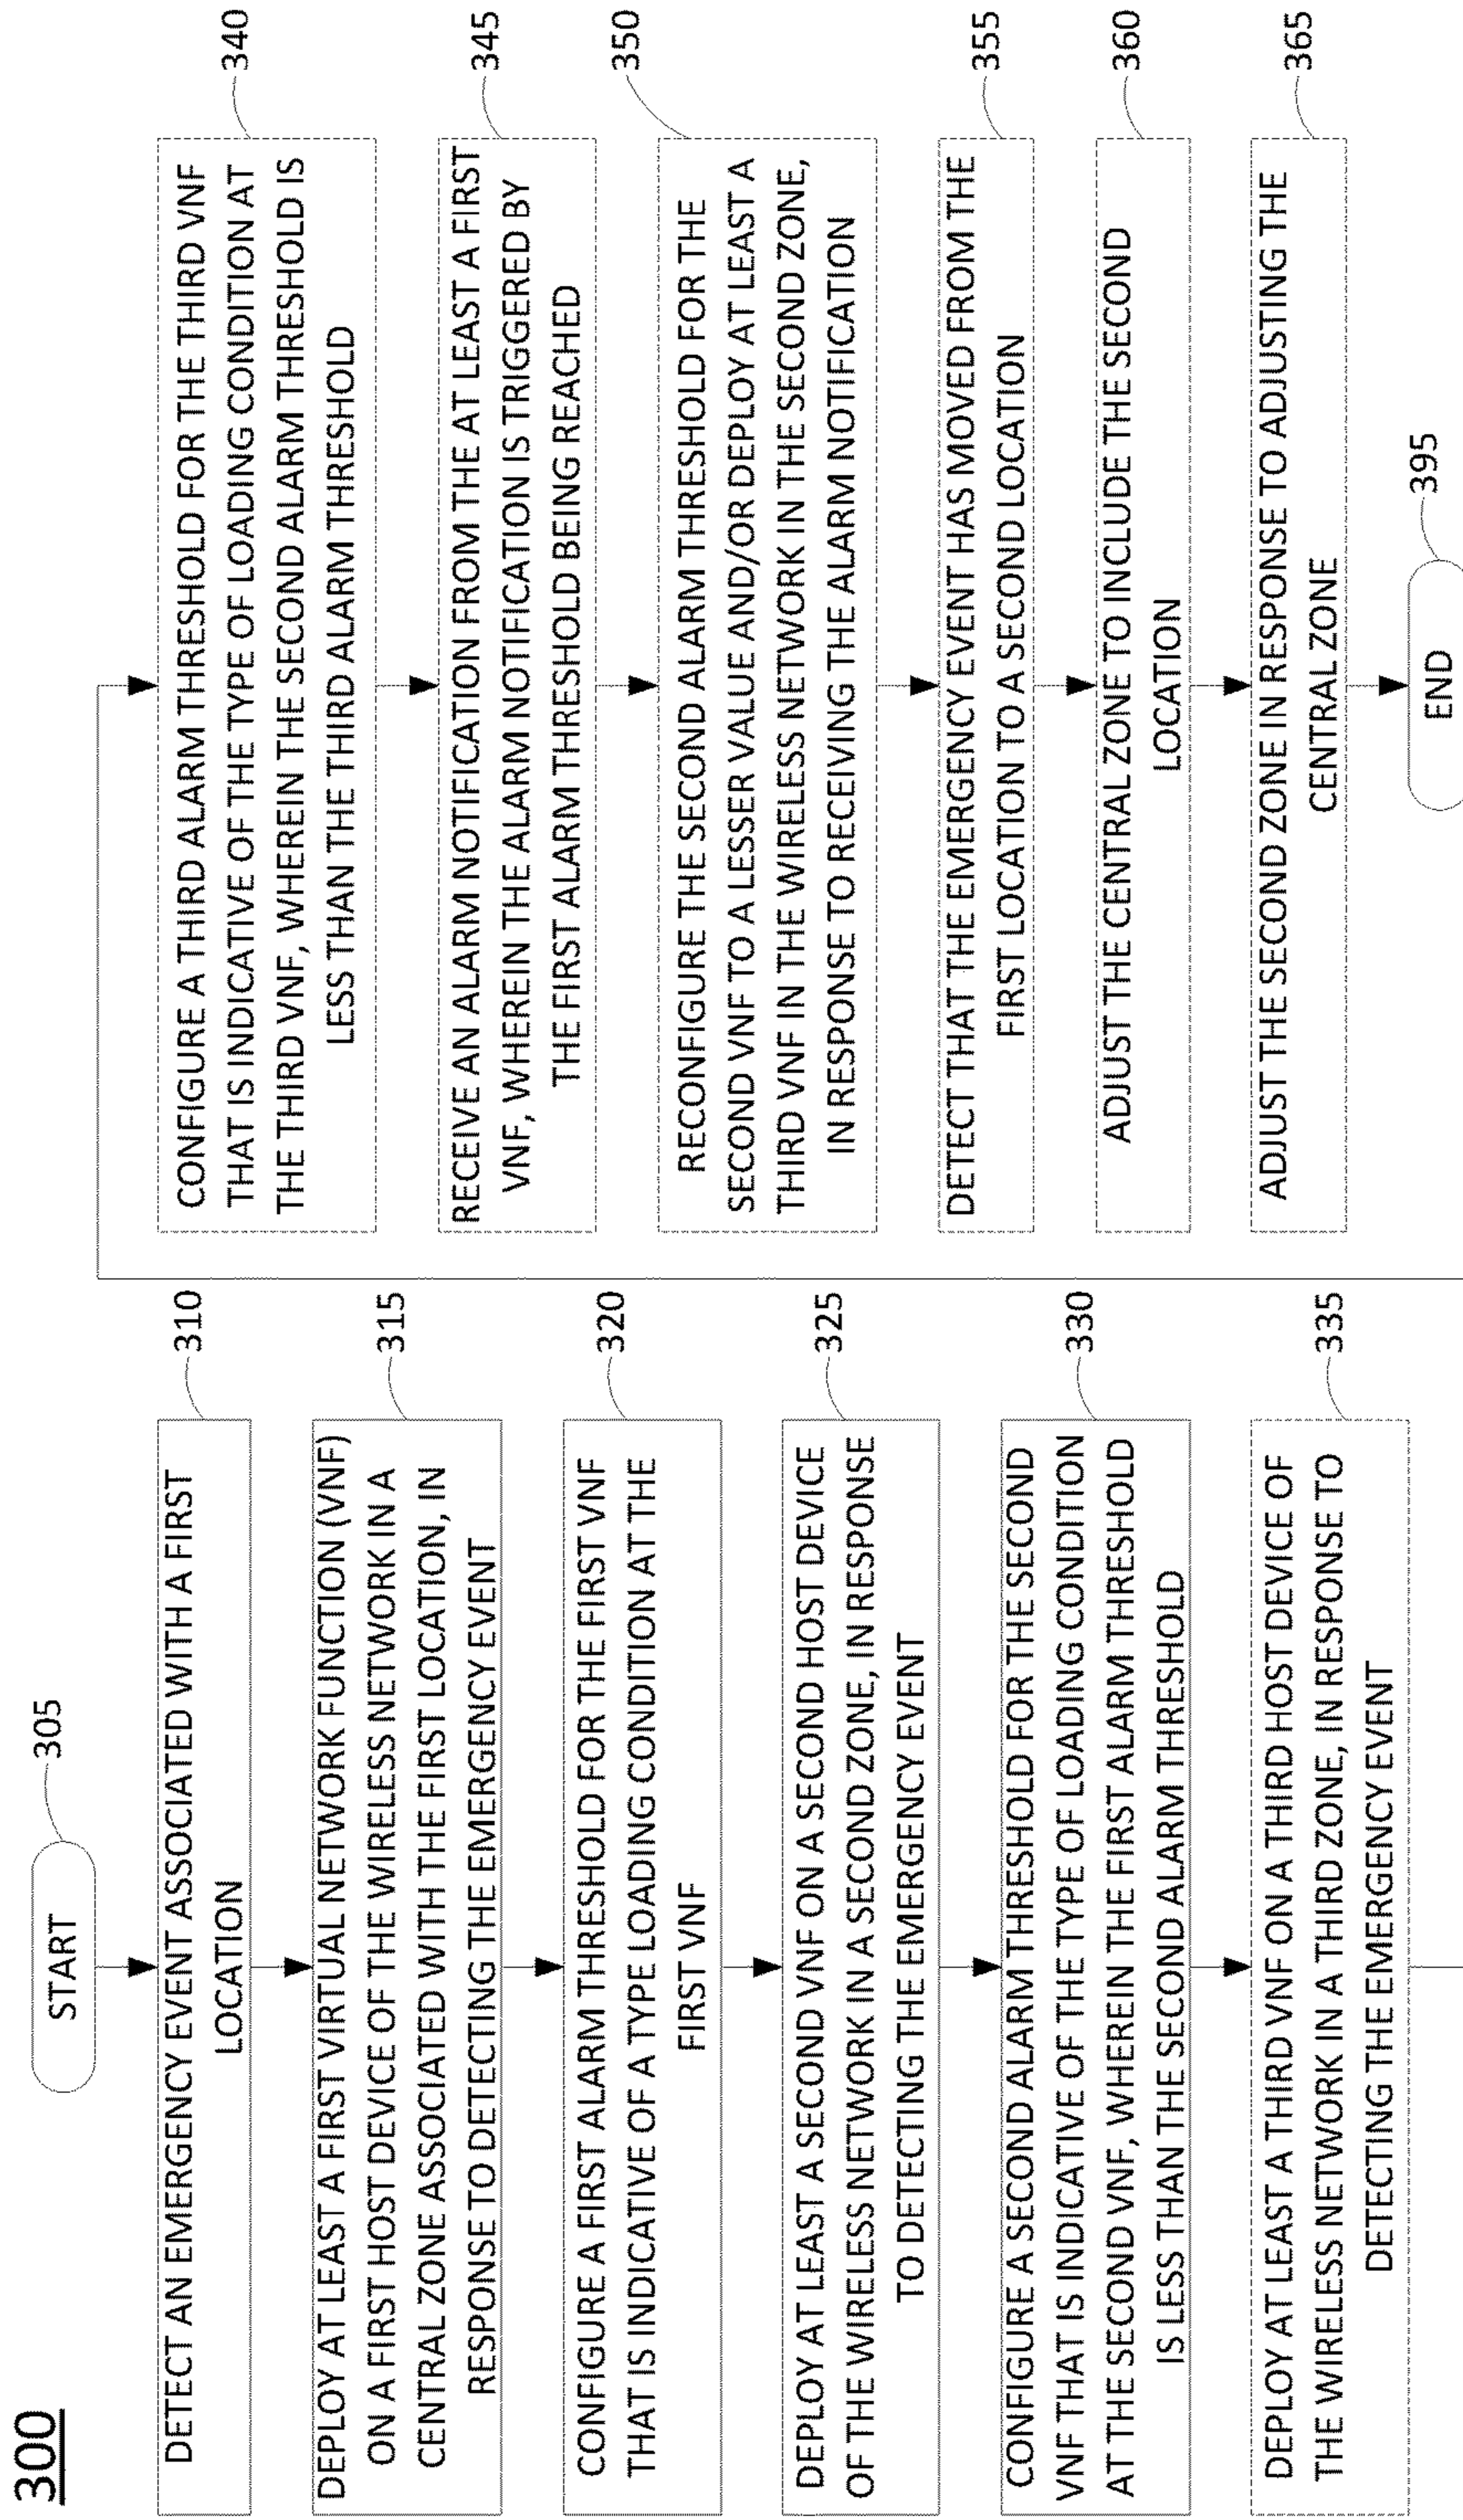 300
START
305
DETECT AN EMERGENCY EVENT ASSOCIATED WITH A FIRST
LOCATION
310
DEPLOY AT LEAST A FIRST VIRTUAL NETWORK FUNCTION (VNF)
ON A FIRST HOST DEVICE OF THE WIRELESS NETWORK IN A
CENTRAL ZONE ASSOCIATED WITH THE FIRST LOCATION, IN
RESPONSE TO DETECTING THE EMERGENCY EVENT
315
CONFIGURE A FIRST ALARM THRESHOLD FOR THE FIRST VNF
THAT IS INDICATIVE OF A TYPE LOADING CONDITION AT THE
FIRST VNF
320
DEPLOY AT LEAST A SECOND VNF ON A SECOND HOST DEVICE
OF THE WIRELESS NETWORK IN A SECOND ZONE, IN RESPONSE
TO DETECTING THE EMERGENCY EVENT
325
CONFIGURE A SECOND ALARM THRESHOLD FOR THE SECOND
VNF THAT IS INDICATIVE OF THE TYPE OF LOADING CONDITION
AT THE SECOND VNF, WHEREIN THE FIRST ALARM THRESHOLD
IS LESS THAN THE SECOND ALARM THRESHOLD
330
DEPLOY AT LEAST A THIRD VNF ON A THIRD HOST DEVICE OF
THE WIRELESS NETWORK IN A THIRD ZONE, IN RESPONSE TO
DETECTING THE EMERGENCY EVENT
335
CONFIGURE A THIRD ALARM THRESHOLD FOR THE THIRD VNF
THAT IS INDICATIVE OF THE TYPE OF LOADING CONDITION AT
THE THIRD VNF, WHEREIN THE SECOND ALARM THRESHOLD IS
LESS THAN THE THIRD ALARM THRESHOLD
340
RECEIVE AN ALARM NOTIFICATION FROM THE AT LEAST A FIRST
VNF, WHEREIN THE ALARM NOTIFICATION IS TRIGGERED BY
THE FIRST ALARM THRESHOLD BEING REACHED
345
RECONFIGURE THE SECOND ALARM THRESHOLD FOR THE
SECOND VNF TO A LESSER VALUE AND/OR DEPLOY AT LEAST A
THIRD VNF IN THE WIRELESS NETWORK IN THE SECOND ZONE,
IN RESPONSE TO RECEIVING THE ALARM NOTIFICATION
350
DETECT THAT THE EMERGENCY EVENT HAS MOVED FROM THE
FIRST LOCATION TO A SECOND LOCATION
355
ADJUST THE CENTRAL ZONE TO INCLUDE THE SECOND
LOCATION
360
ADJUST THE SECOND ZONE IN RESPONSE TO ADJUSTING THE
CENTRAL ZONE
365
END
395